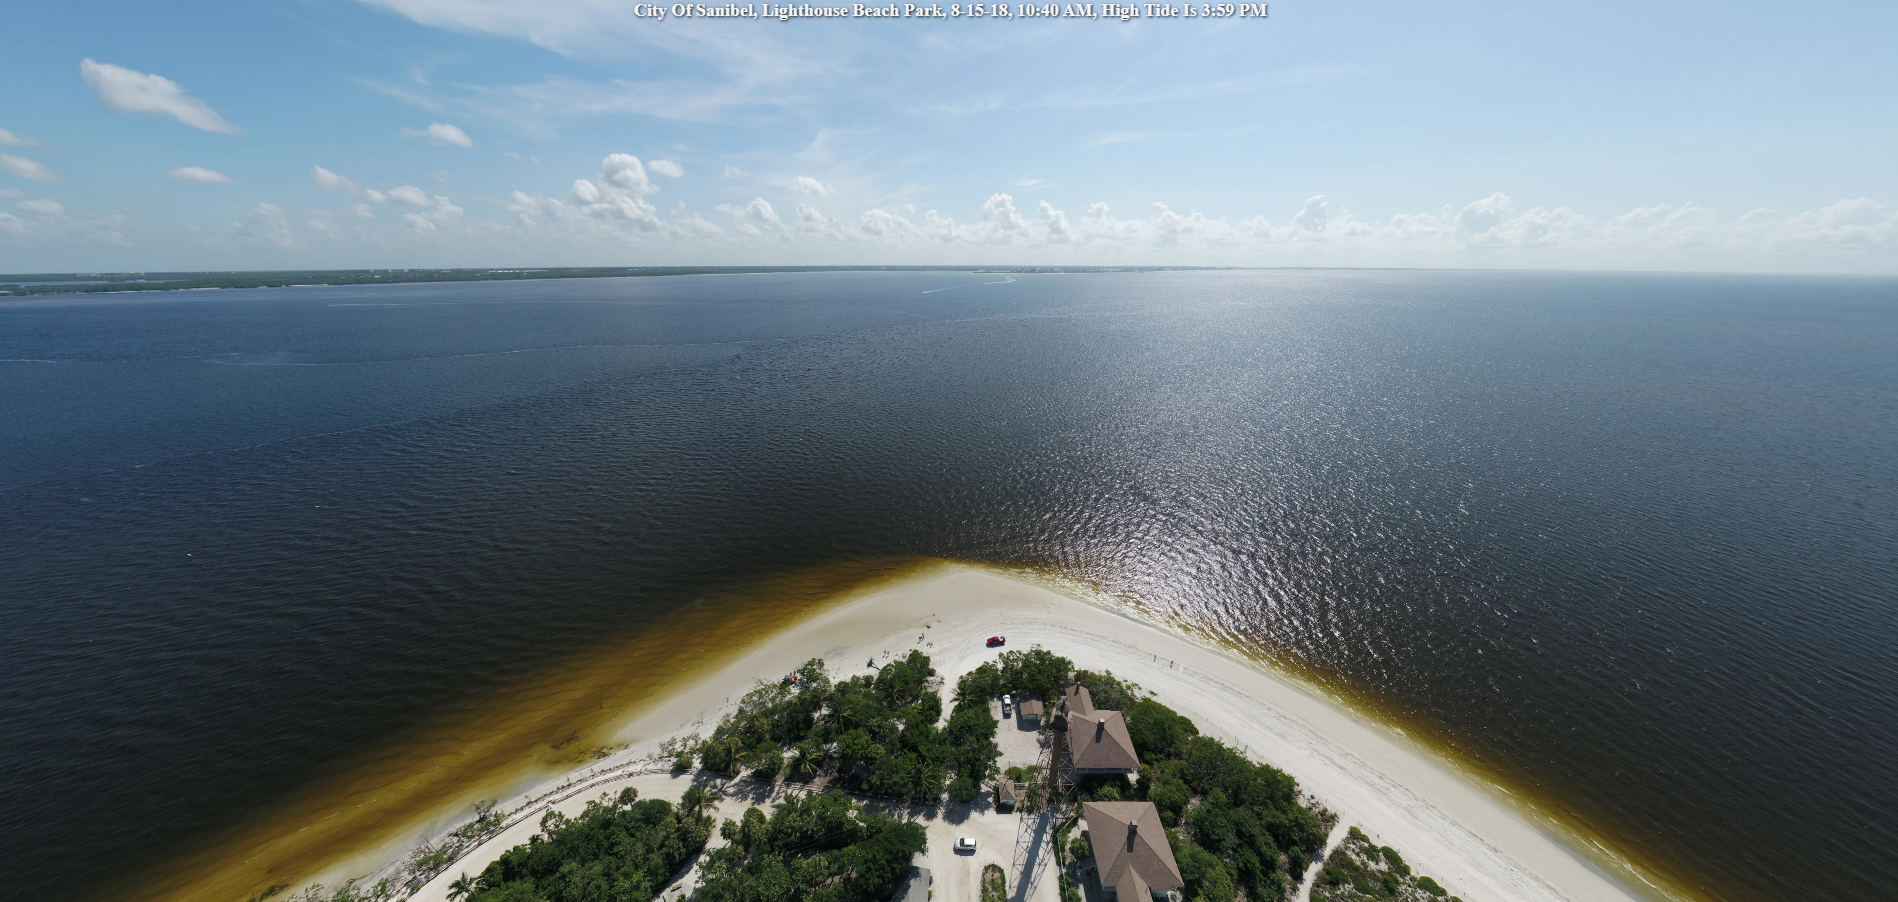 City Of Sanibel, Lighthouse Beach Park, 8-15-18, 10:40 AM, High Tide Is 3:59 PM